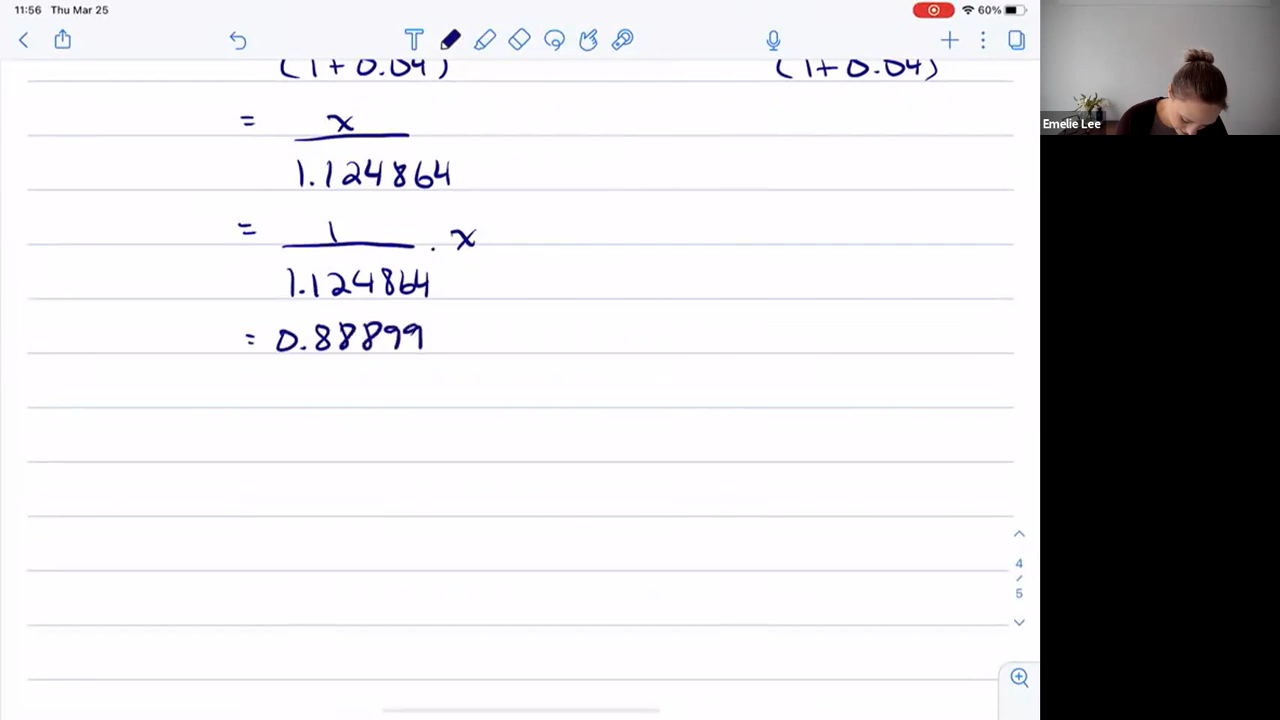 11:56 Thu Mar 25
60%
(1+0.04) (1+0.04)
= x
1.124864
= 1 . x
1.124864
= 0.88899
Emelie Lee
4
/
5